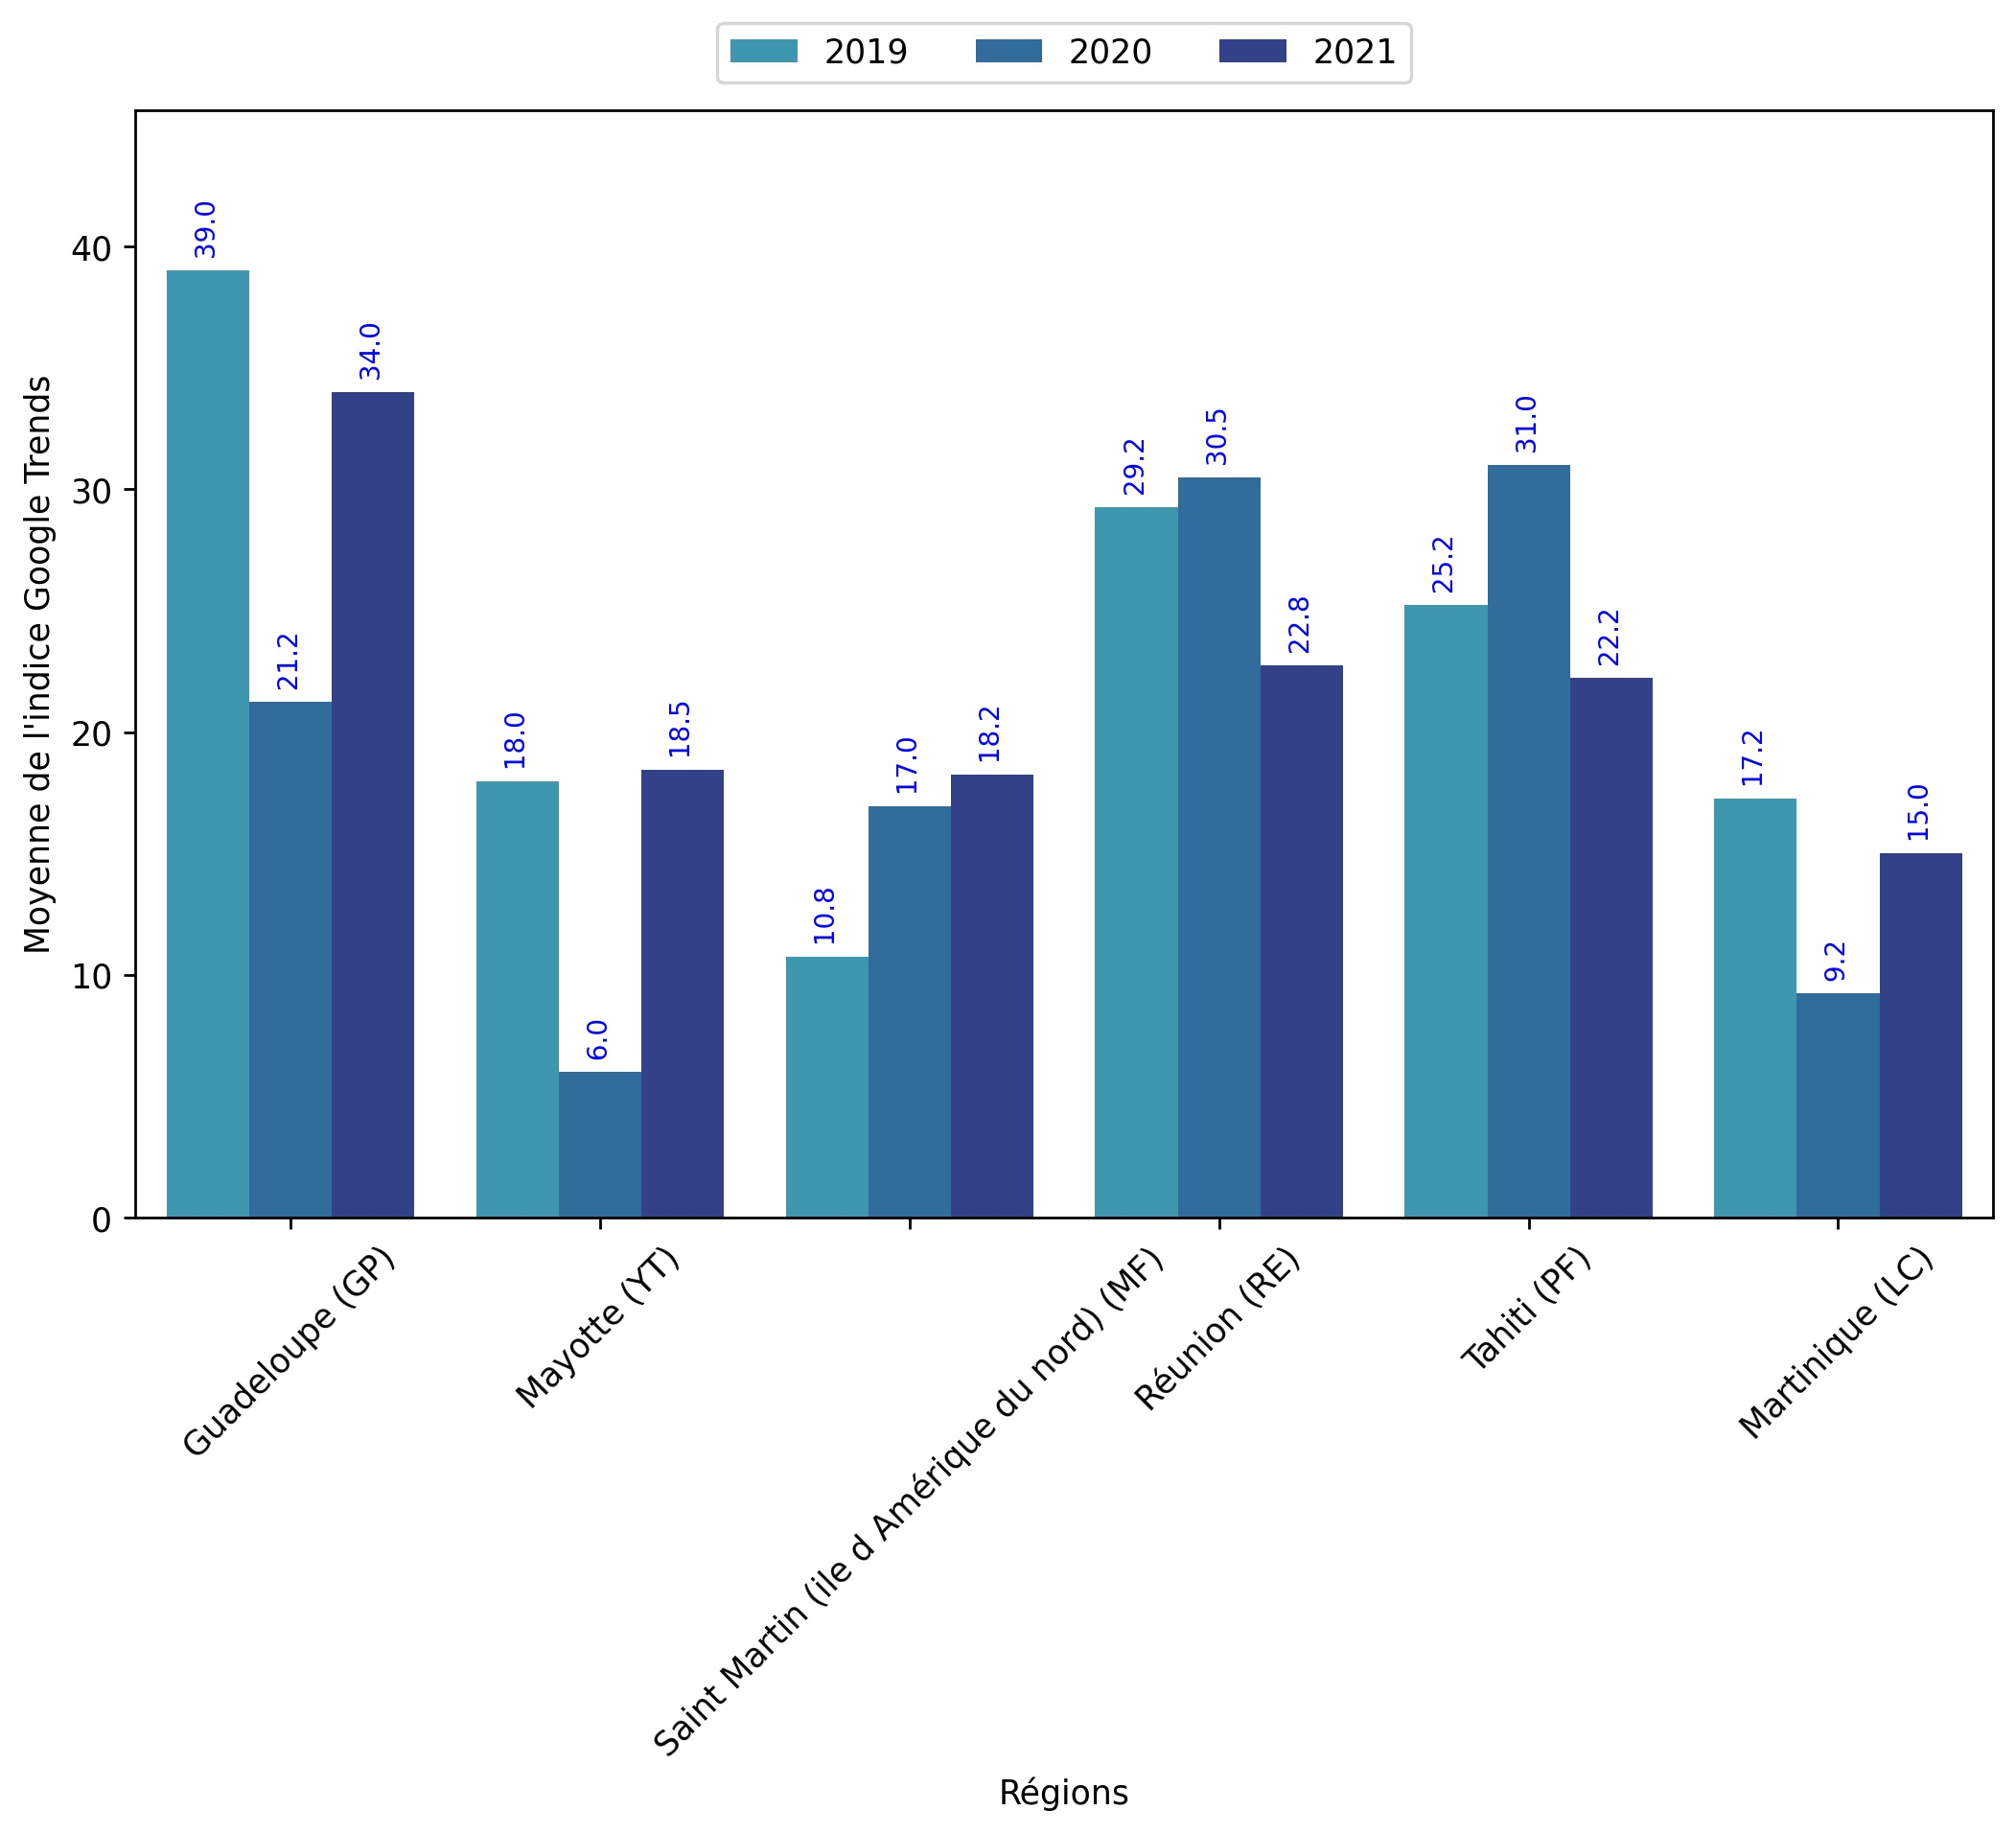 2019 2020 2021
Moyenne de l'indice Google Trends
40
30
20
10
0
39.0 21.2 34.0
18.0 6.0 18.5
10.8 17.0 18.2
29.2 30.5 22.8
25.2 31.0 22.2
17.2 9.2 15.0
Guadeloupe (GP)
Mayotte (YT)
Saint Martin (ile d Amérique du nord) (MF)
Réunion (RE)
Tahiti (PF)
Martinique (LC)
Régions